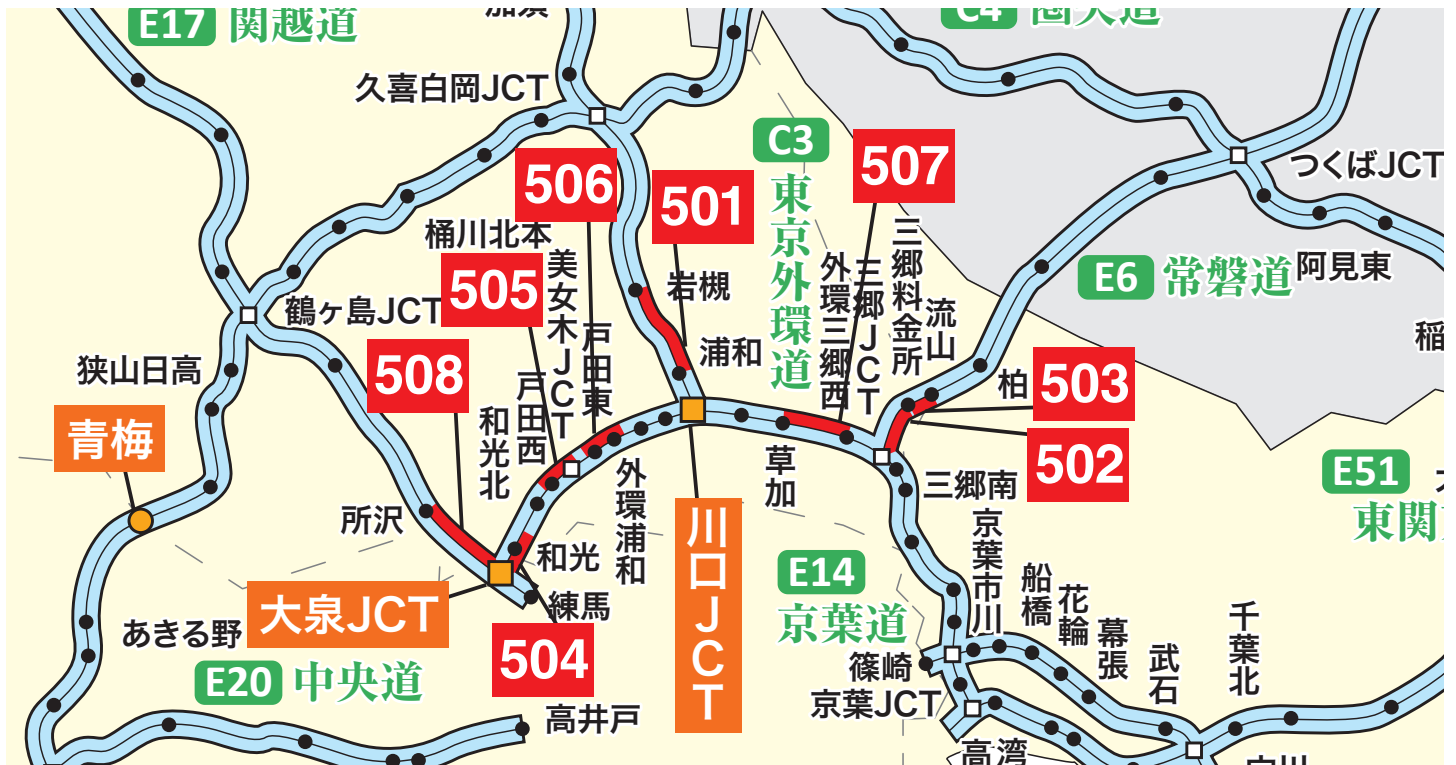 E17 関越道
加須
C4 圏央道
久喜白岡JCT
C3
東京外環道
507
506
501
つくばJCT
桶川北本
三郷料金所
美女木JCT
外環三郷西
三郷JCT
505
岩槻
E6 常磐道
阿見東
鶴ヶ島JCT
流山
稲
戸田東
508
浦和
狭山日高
戸田西
柏
503
和光北
青梅
502
草加
外環浦和
三郷南
E51
東関
所沢
川口JCT
京葉市川
和光
E14
京葉道
船橋
花輪
大泉JCT
練馬
千葉北
あきる野
幕張
504
武石
篠崎
E20 中央道
京葉JCT
高井戸
高湾